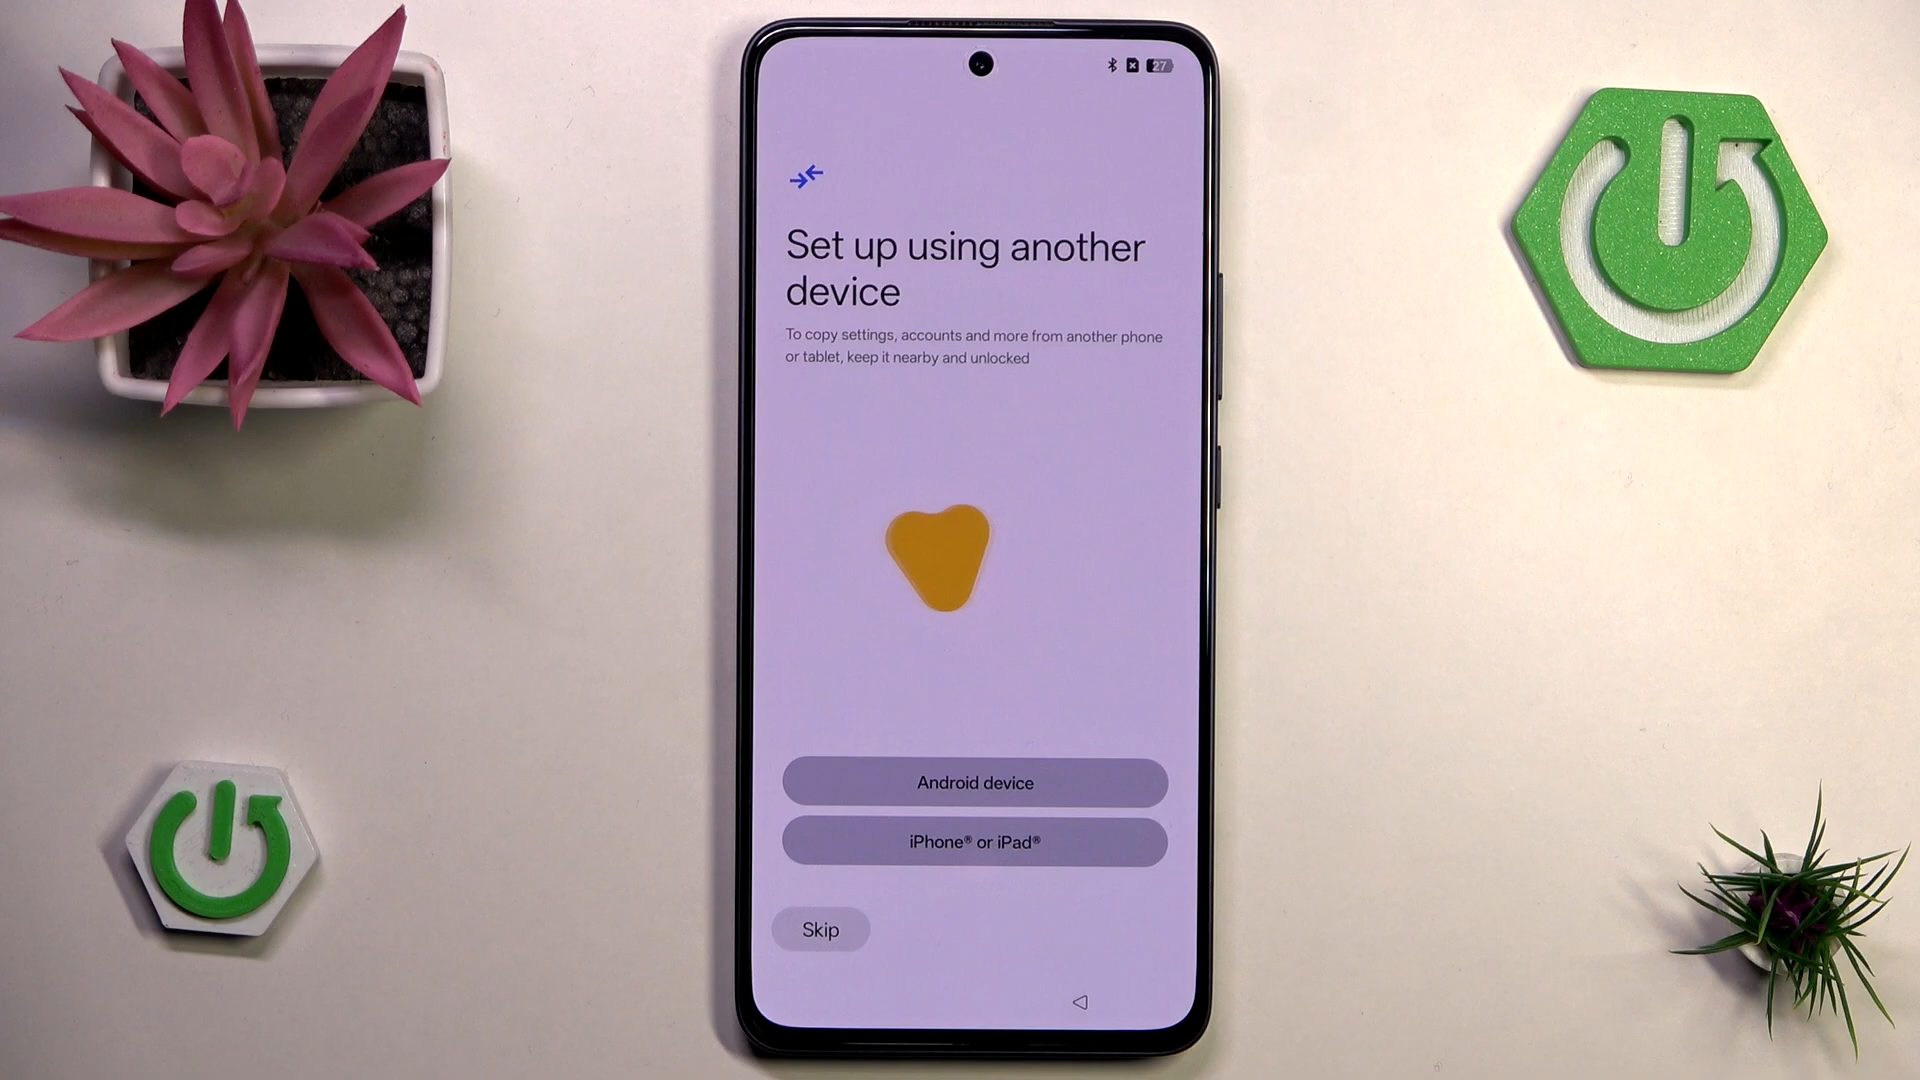 27
Set up using another
device
To copy settings, accounts and more from another phone
or tablet, keep it nearby and unlocked
Android device
iPhone® or iPad®
Skip